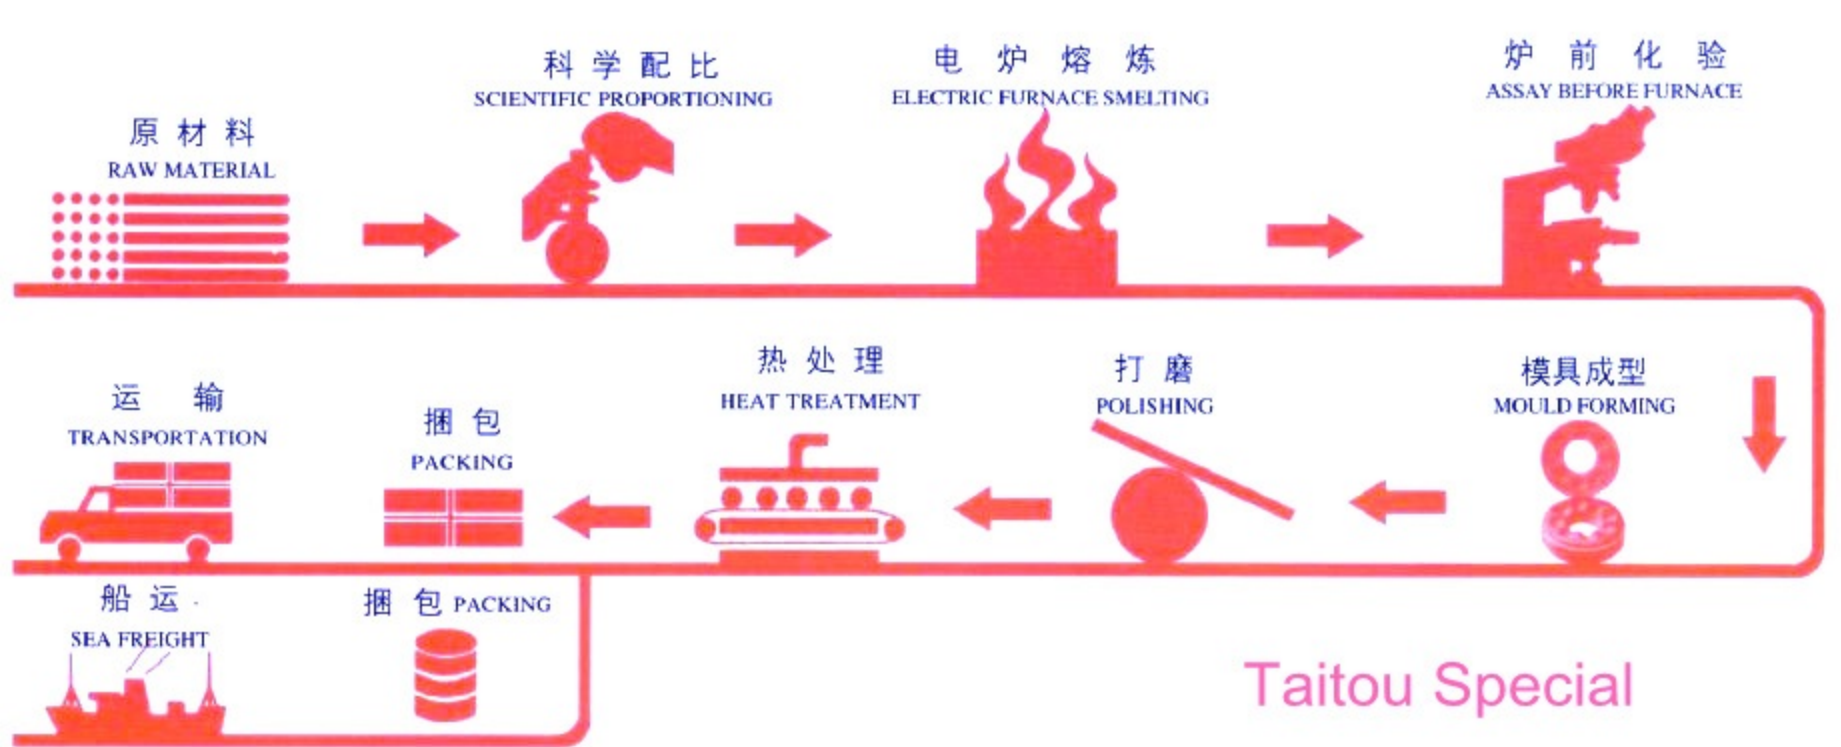 原材料
RAW MATERIAL
科学配比
SCIENTIFIC PROPORTIONING
电炉熔炼
ELECTRIC FURNACE SMELTING
炉前化验
ASSAY BEFORE FURNACE
模具成型
MOULD FORMING
打磨
POLISHING
热处理
HEAT TREATMENT
捆包
PACKING
运输
TRANSPORTATION
捆包 PACKING
船运
SEA FREIGHT
Taitou Special